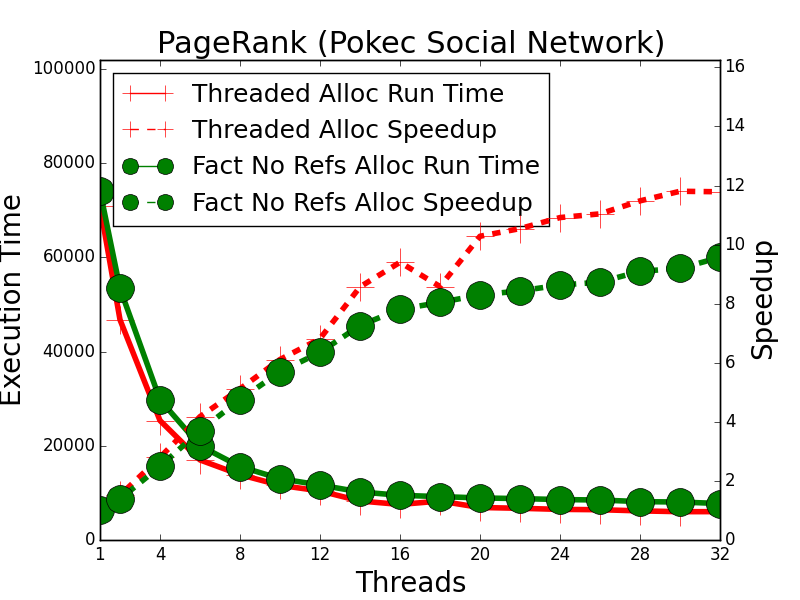 PageRank (Pokec Social Network)
Threaded Alloc Run Time
Threaded Alloc Speedup
Fact No Refs Alloc Run Time
Fact No Refs Alloc Speedup
100000
80000
60000
40000
20000
0
Execution Time
16
14
12
10
8
6
4
2
0
Speedup
1 4 8 12 16 20 24 28 32
Threads